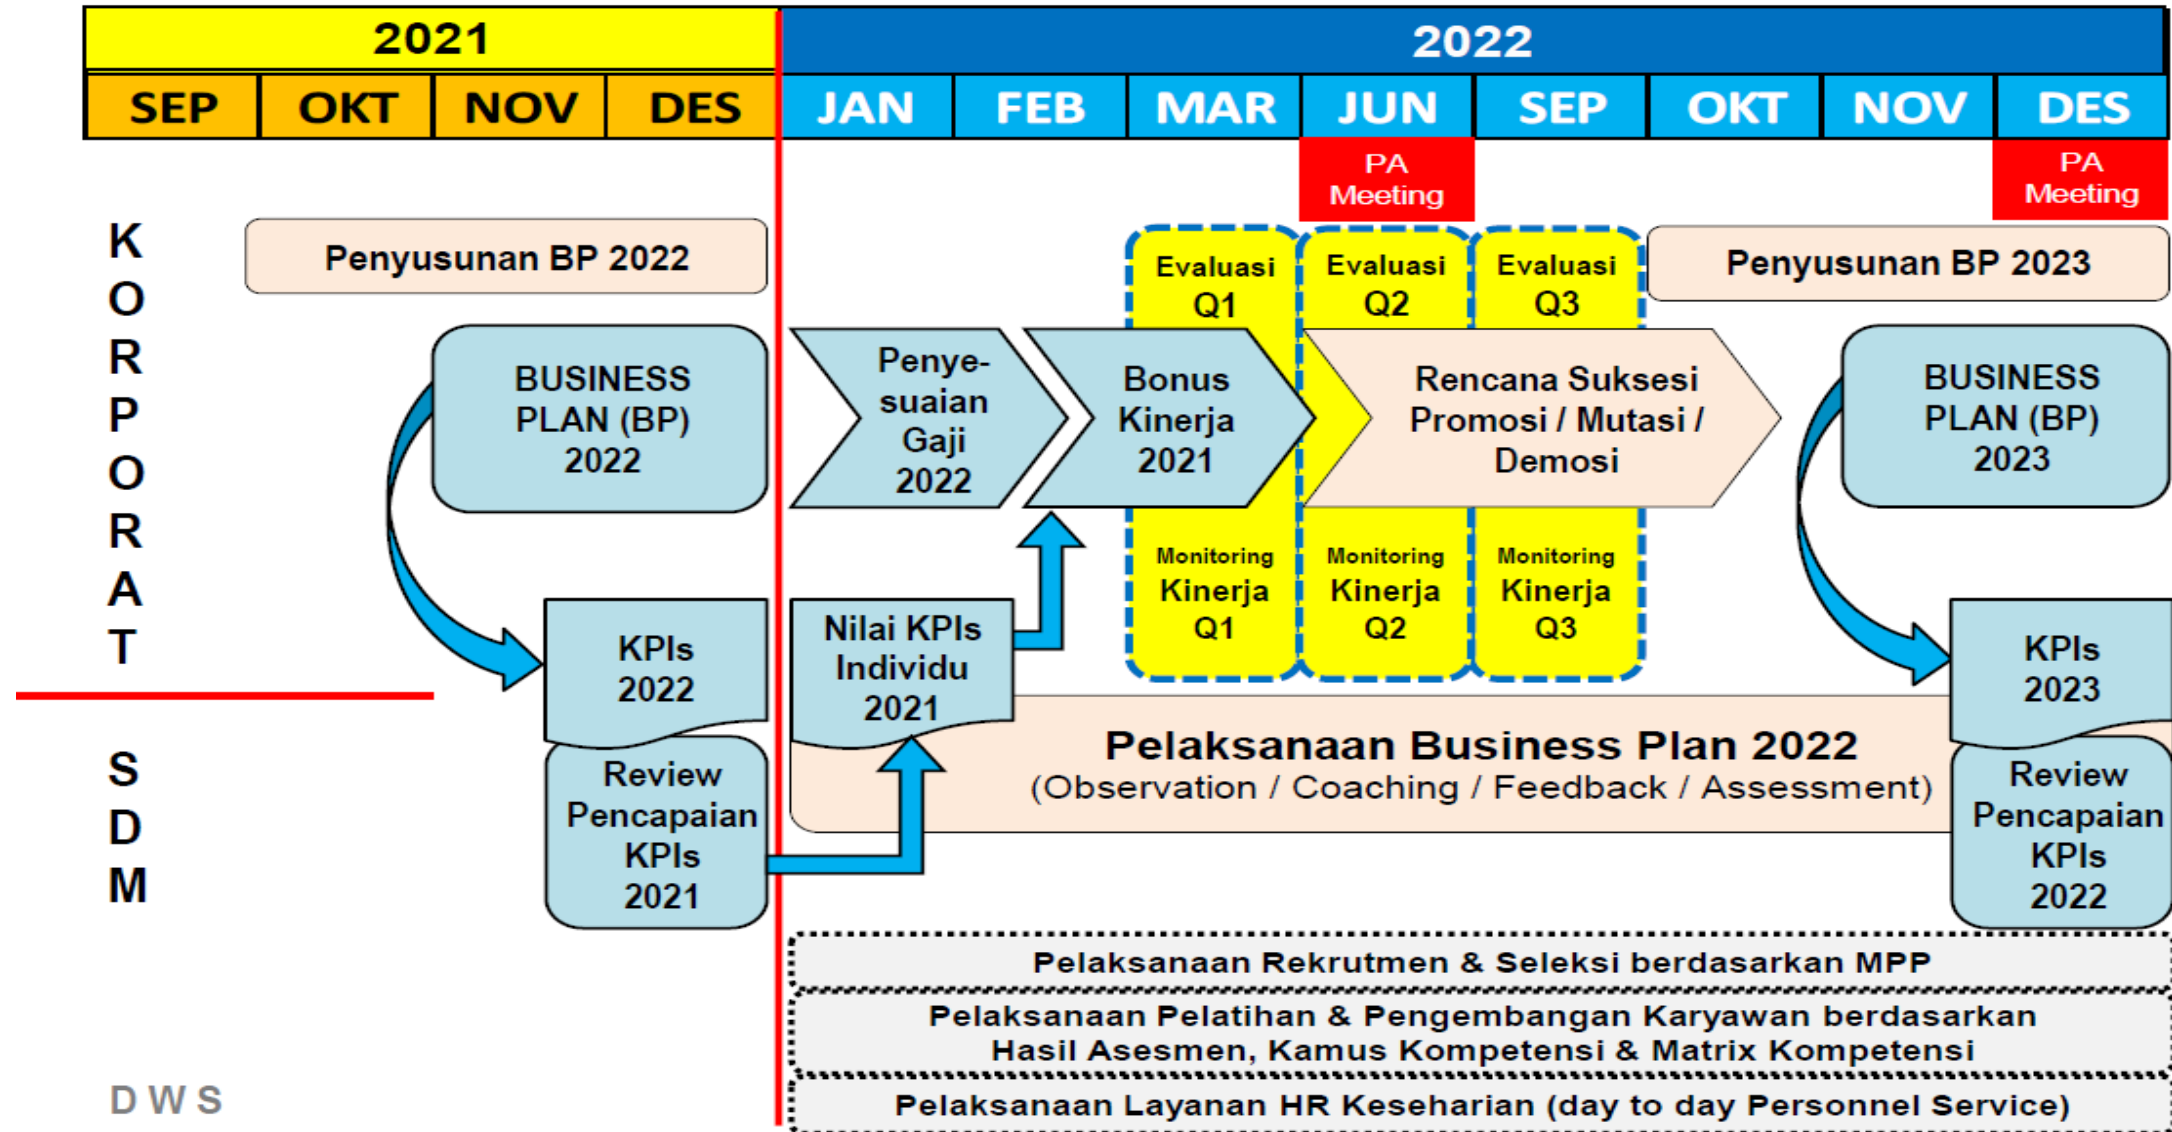 2021
2022
SEP
OKT
NOV
DES
JAN
FEB
MAR
JUN
SEP
OKT
NOV
DES
PA
Meeting
PA
Meeting
K
O
R
P
O
R
A
T
Penyusunan BP 2022
Evaluasi
Q1
Evaluasi
Q2
Evaluasi
Q3
Penyusunan BP 2023
BUSINESS
PLAN (BP)
2022
Penye-
suaian
Gaji
2022
Bonus
Kinerja
2021
Rencana Suksesi
Promosi / Mutasi /
Demosi
BUSINESS
PLAN (BP)
2023
Monitoring
Kinerja
Q1
Monitoring
Kinerja
Q2
Monitoring
Kinerja
Q3
KPIs
2022
Nilai KPIs
Individu
2021
KPIs
2023
S
D
M
Review
Pencapaian
KPIs
2021
Pelaksanaan Business Plan 2022
(Observation / Coaching / Feedback / Assessment)
Review
Pencapaian
KPIs
2022
Pelaksanaan Rekrutmen & Seleksi berdasarkan MPP
Pelaksanaan Pelatihan & Pengembangan Karyawan berdasarkan
Hasil Asesmen, Kamus Kompetensi & Matrix Kompetensi
Pelaksanaan Layanan HR Keseharian (day to day Personnel Service)
D W S